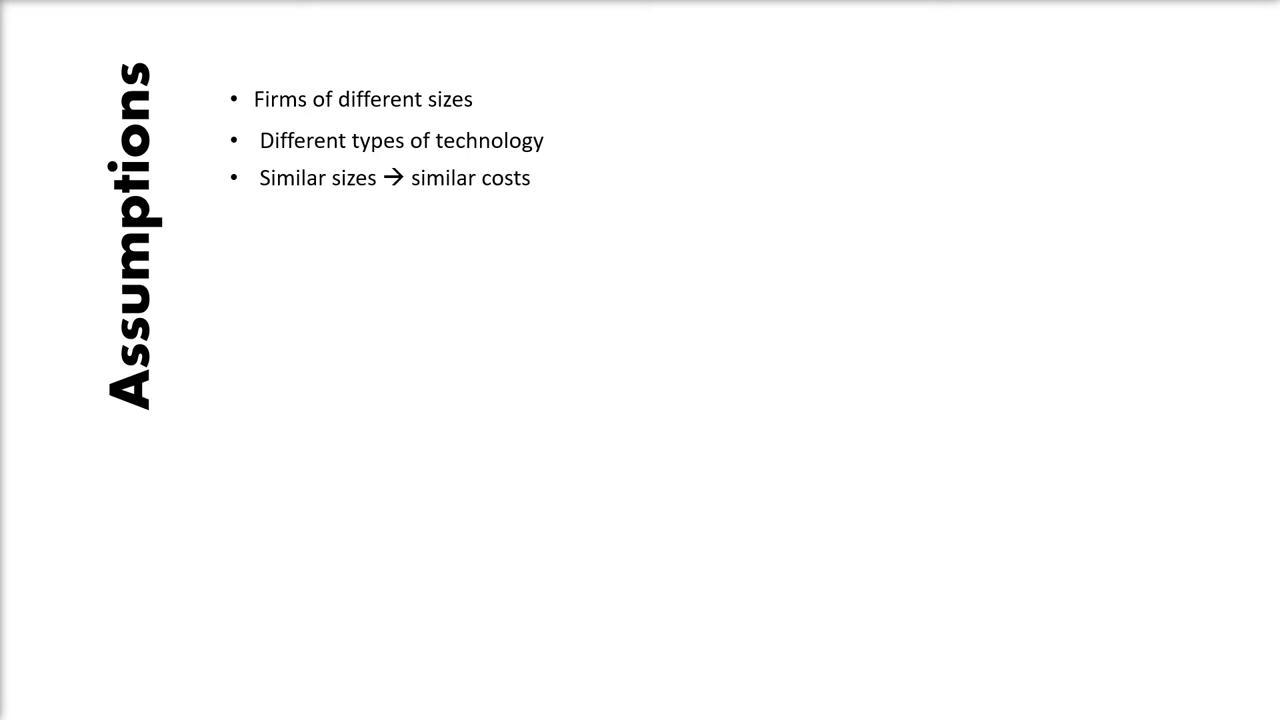 Assumptions
• Firms of different sizes
• Different types of technology
• Similar sizes → similar costs